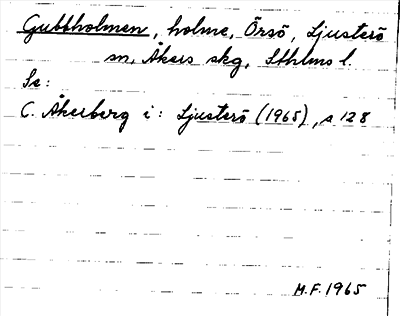 Gubbholmen, holme, Örsö, Ljusterö
sn, Åkers skg, Sthlms l.
Se:
C. Åkerberg i: Ljusterö (1965), s 128
M.F. 1965